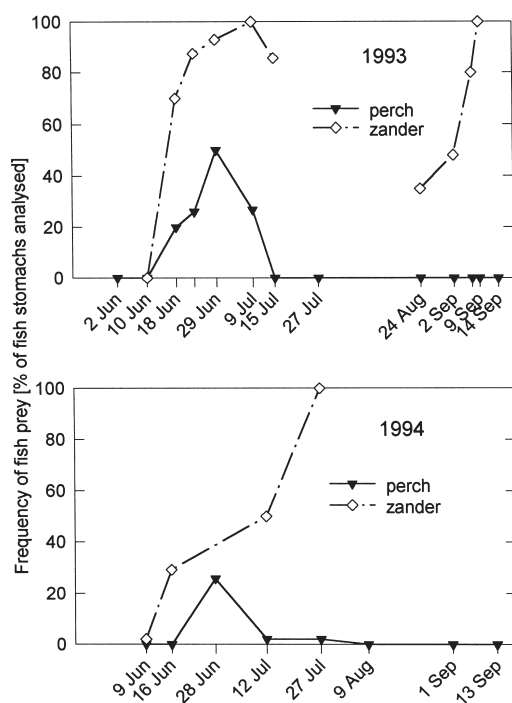 Frequency of fish prey [% of fish stomachs analysed]
100
80
60
40
20
0
1993
perch
zander
2 Jun
10 Jun
18 Jun
29 Jun
9 Jul
15 Jul
27 Jul
24 Aug
2 Sep
9 Sep
14 Sep
100
80
60
40
20
0
1994
perch
zander
9 Jun
16 Jun
28 Jun
12 Jul
27 Jul
9 Aug
1 Sep
13 Sep